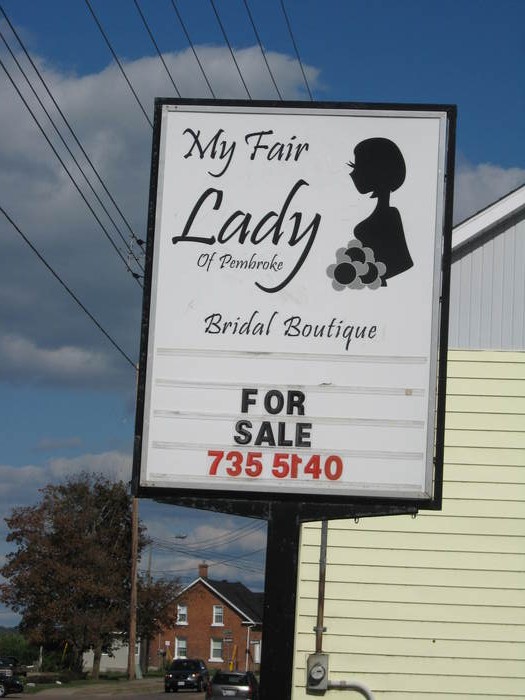 My Fair
Lady
Of Pembroke
Bridal Boutique
FOR
SALE
735 5140